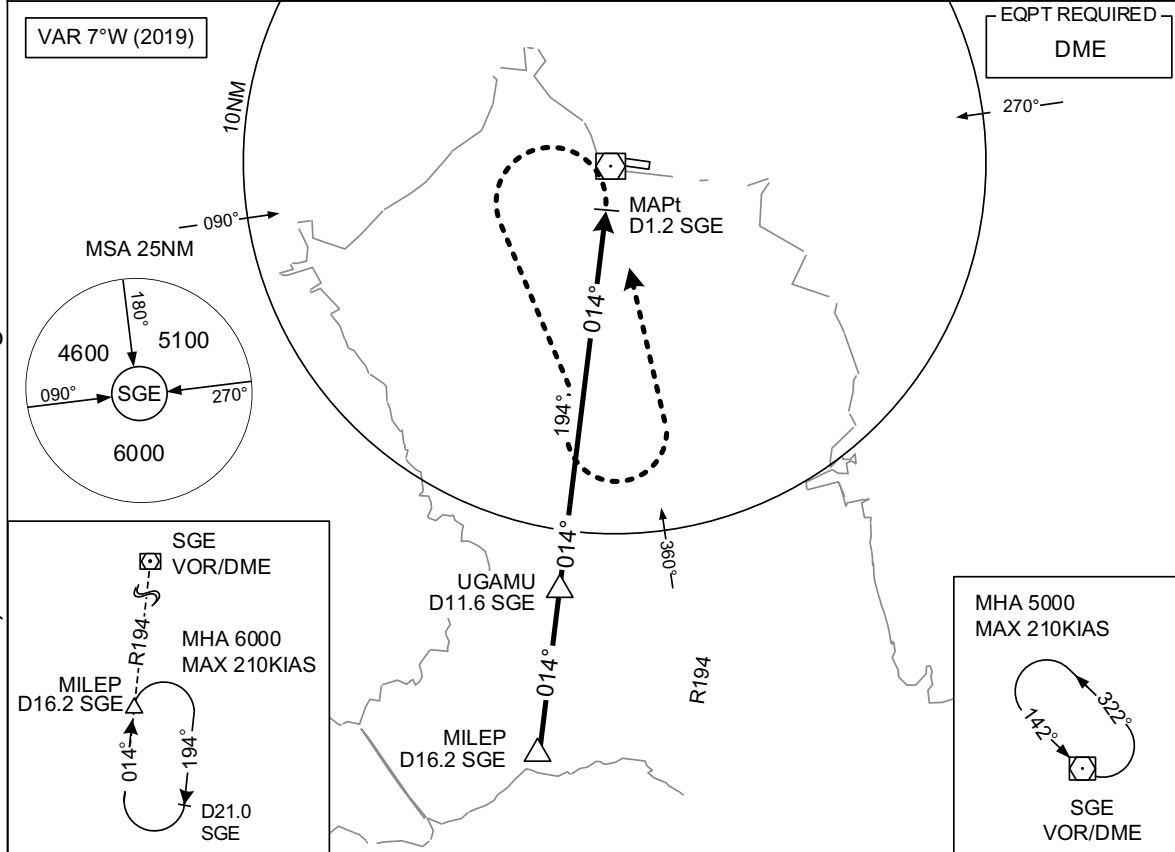 VAR 7°W (2019)
EQPT REQUIRED
DME
10NM
270°
090°
MAPt
D1.2 SGE
MSA 25NM
180°
4600
5100
SGE
090°
270°
6000
014°
194°
014°
360°
UGAMU
D11.6 SGE
014°
R194
MILEP
D16.2 SGE
SGE
VOR/DME
R194
MHA 6000
MAX 210KIAS
MILEP
D16.2 SGE
014°
194°
D21.0
SGE
MHA 5000
MAX 210KIAS
322°
142°
SGE
VOR/DME